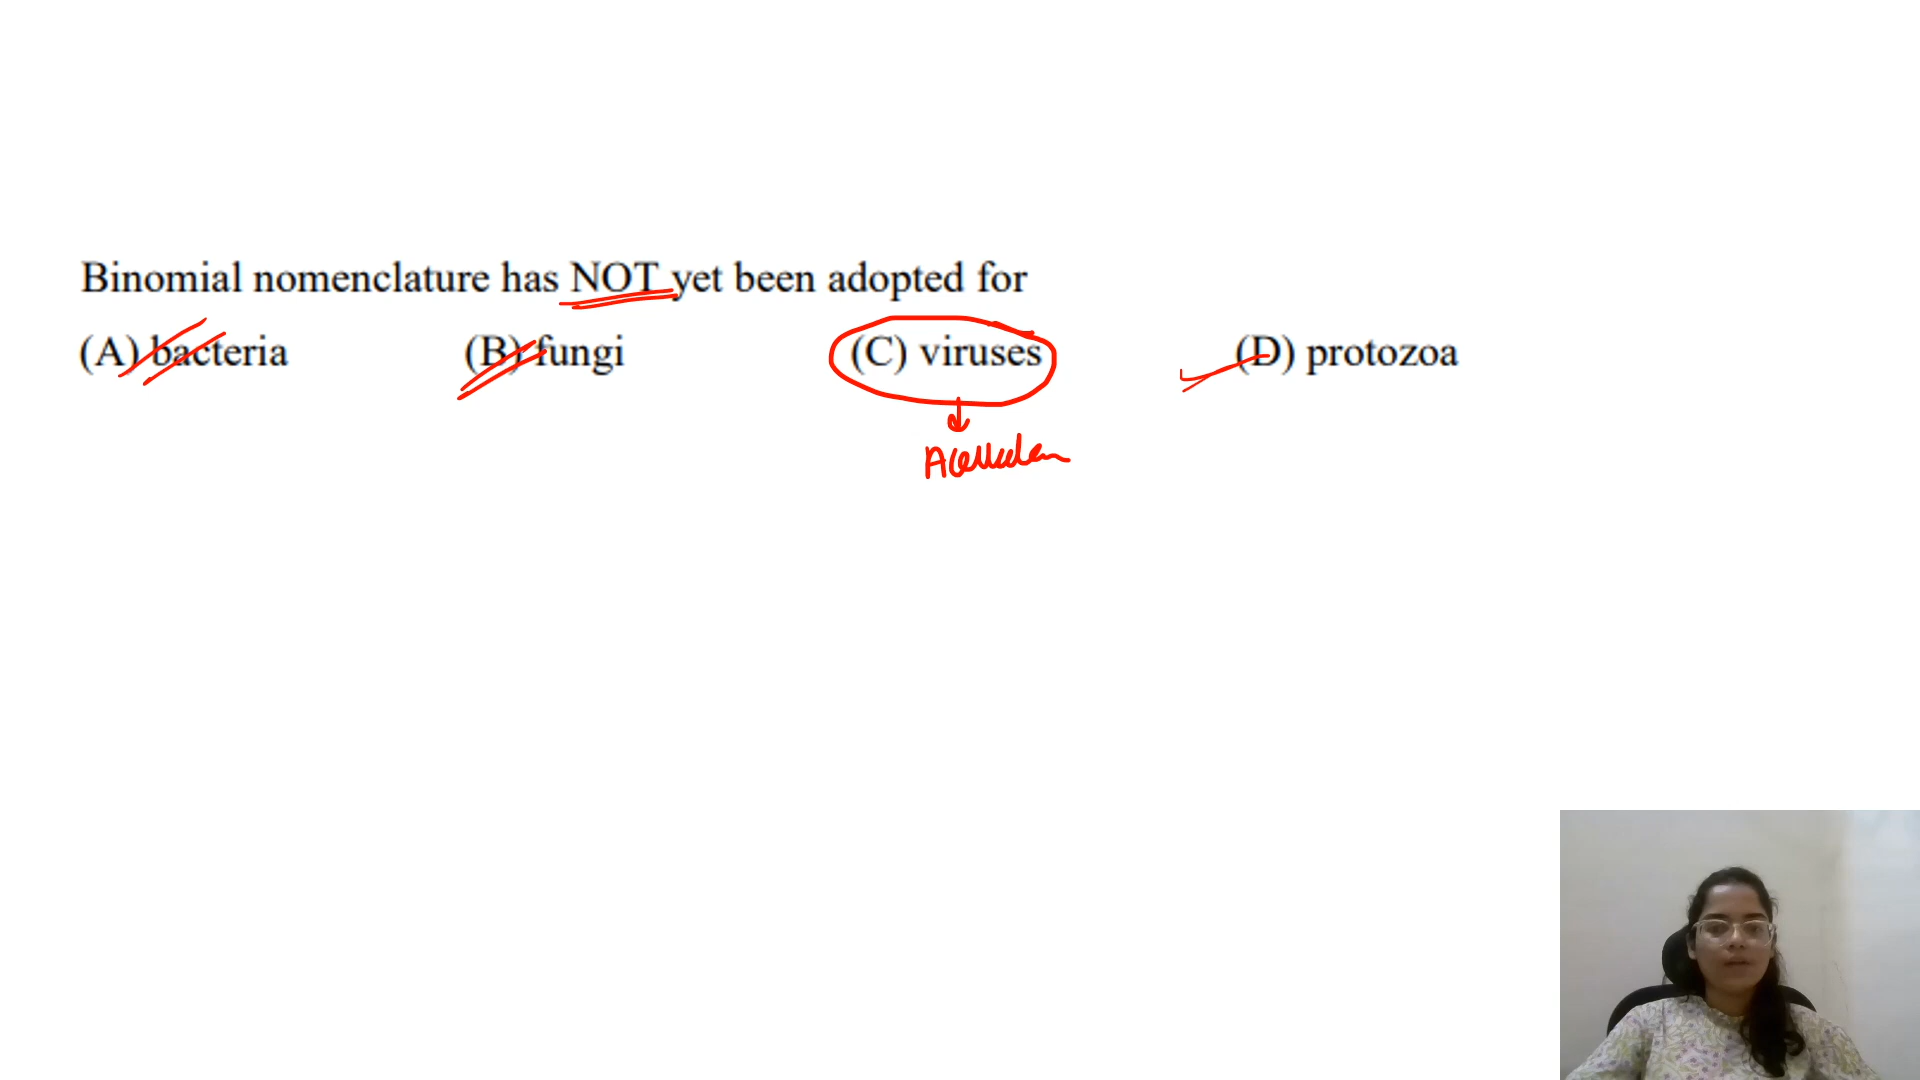 Binomial nomenclature has NOT yet been adopted for
(A) bacteria (B) fungi (C) viruses (D) protozoa
Acellular